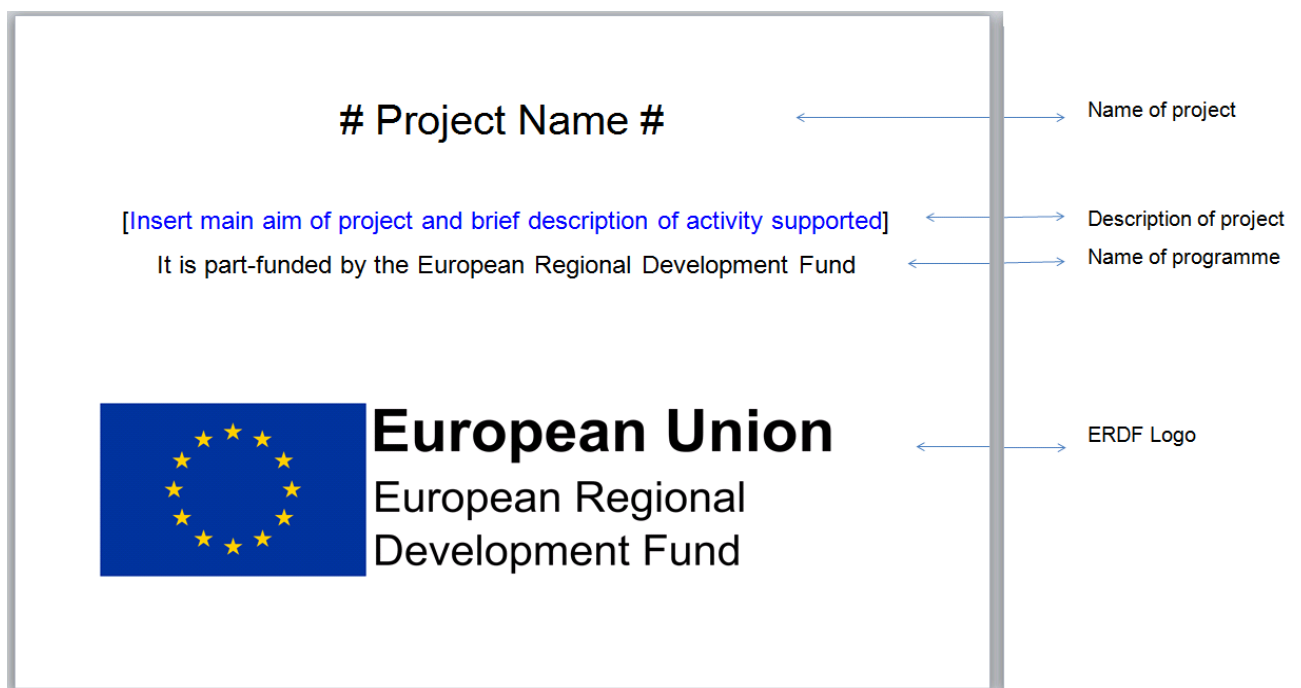 # Project Name #
Name of project
[Insert main aim of project and brief description of activity supported]
Description of project
It is part-funded by the European Regional Development Fund
Name of programme
European Union
European Regional
Development Fund
ERDF Logo